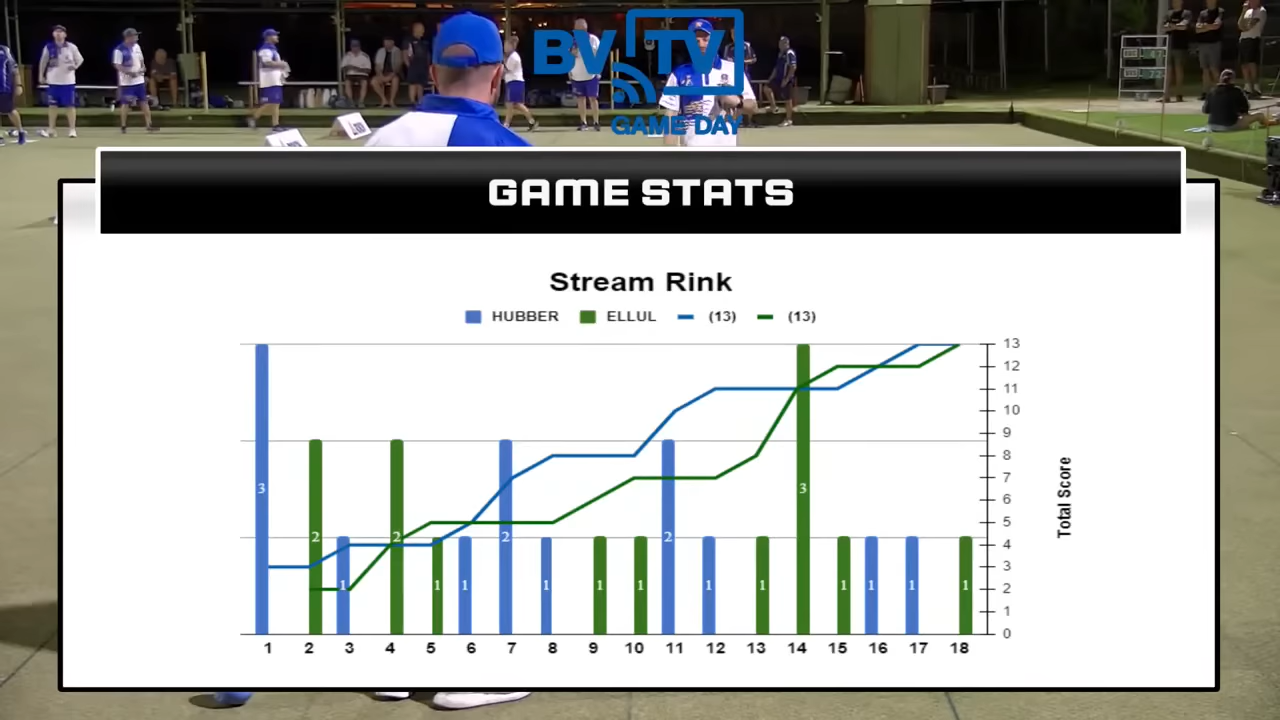 BV TV
GAME DAY
GAME STATS
Stream Rink
HUBBER ELLUL (13) (13)
13
12
11
10
9
8
7
6
5
4
3
2
1
0
Total Score
3 2 1 2 1 1 2 1 1 1 2 1 1 3 1 1 1 1
1 2 3 4 5 6 7 8 9 10 11 12 13 14 15 16 17 18